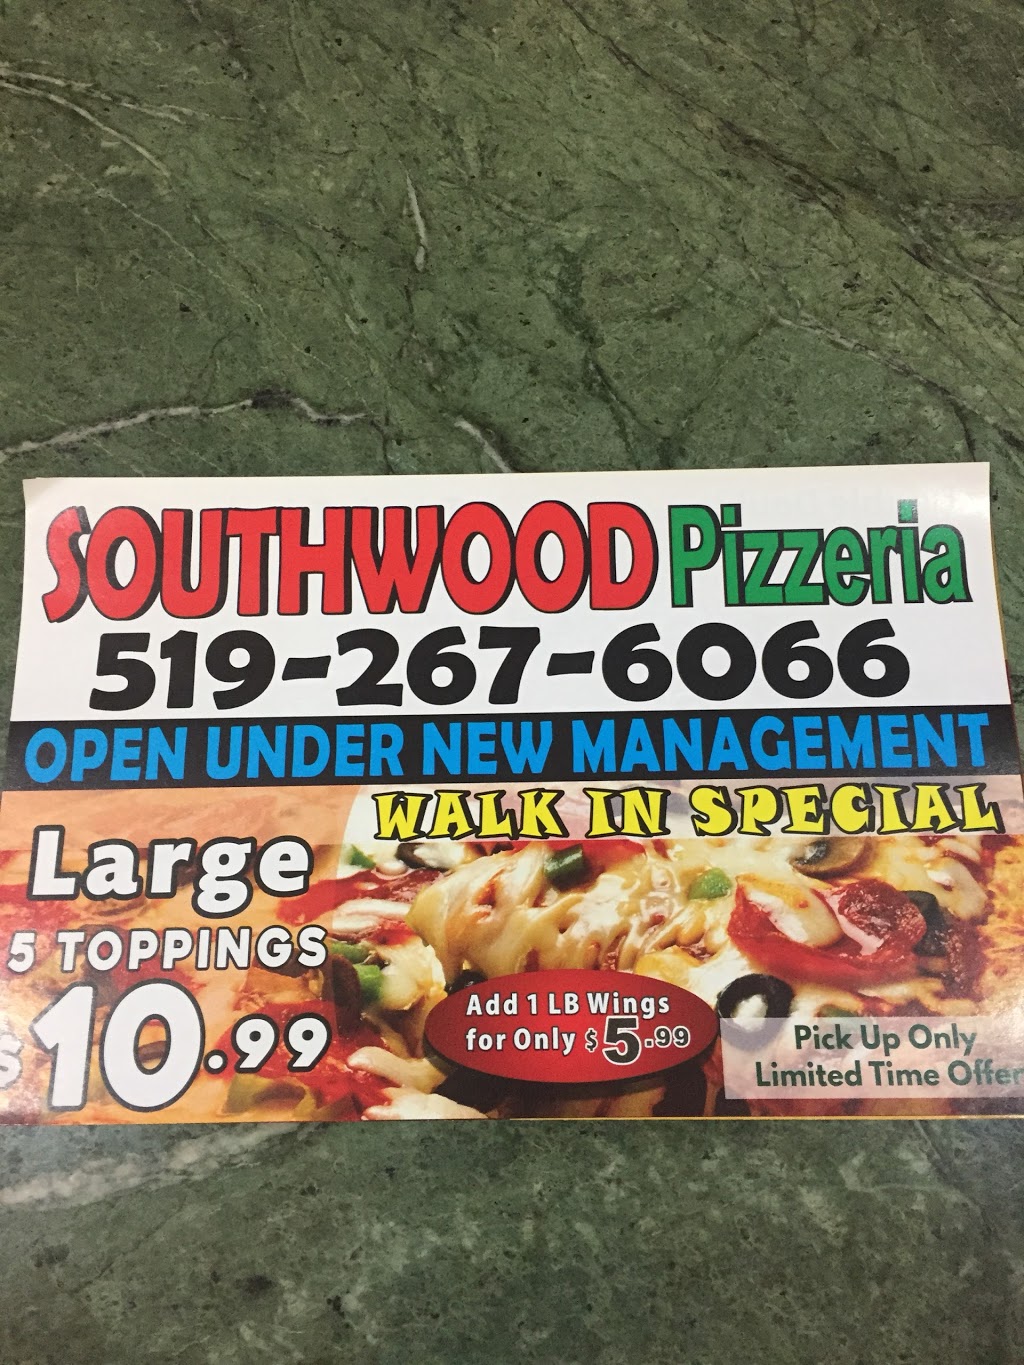 SOUTHWOOD Pizzeria
519-267-6066
OPEN UNDER NEW MANAGEMENT
WALK IN SPECIAL
Large
5 TOPPINGS
$10.99
Add 1 LB Wings
for Only $5.99
Pick Up Only
Limited Time Offer